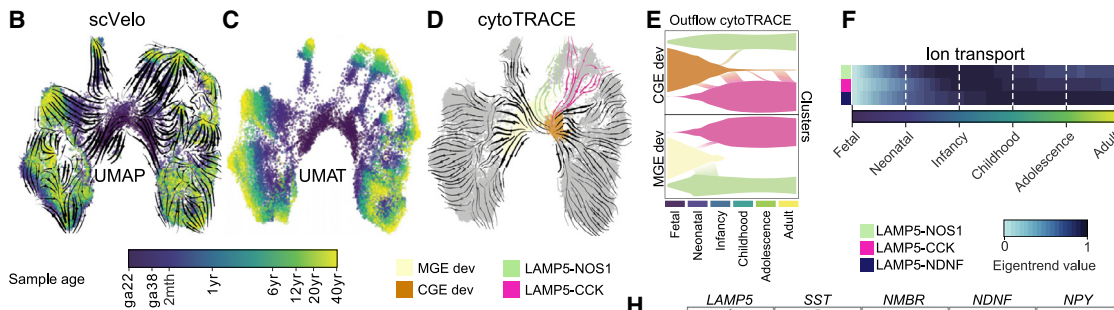 B
scVelo
UMAP
C
UMAT
D
cytoTRACE
Sample age
ga22
ga38
2mth
1yr
6yr
12yr
20yr
40yr
MGE dev
CGE dev
LAMP5-NOS1
LAMP5-CCK
E
Outflow cytoTRACE
CGE dev
MGE dev
Clusters
Fetal
Neonatal
Infancy
Childhood
Adolescence
Adult
F
Ion transport
Fetal
Neonatal
Infancy
Childhood
Adolescence
LAMP5-NOS1
LAMP5-CCK
LAMP5-NDNF
0 1
Eigentrend value
H
LAMP5 SST NMBR NDNF NPY